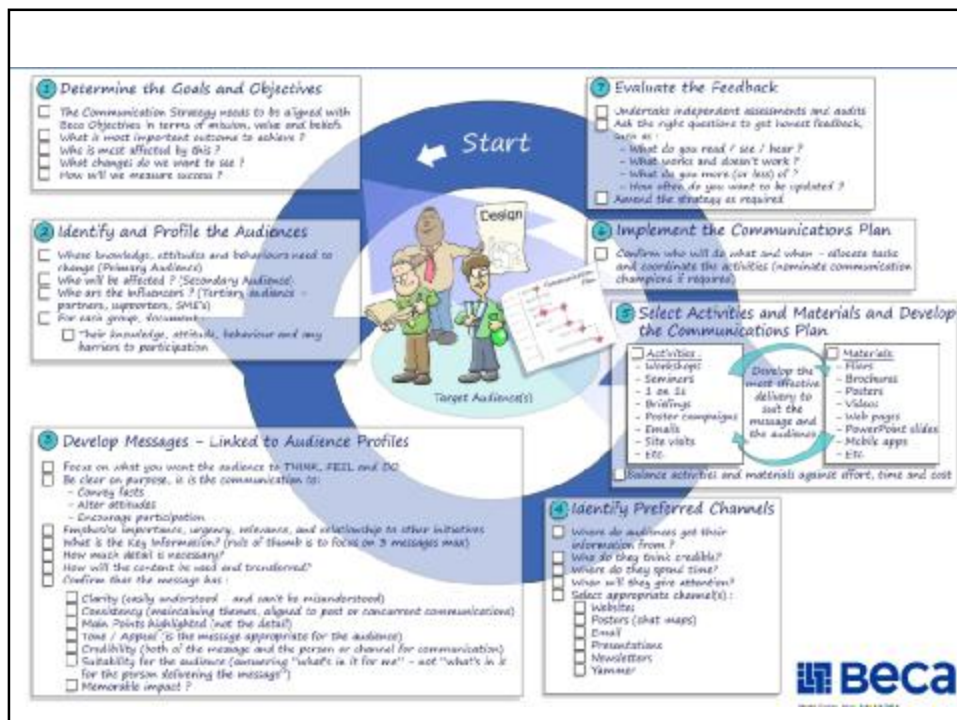 1 Determine the Goals and Objectives
The Communication Strategy needs to be aligned with
Beca Objectives in terms of mission, value and beliefs
What is most important outcome to achieve ?
Who is most affected by this ?
What changes do we want to see ?
How will we measure success ?
2 Identify and Profile the Audiences
Whose knowledge, attitudes and behaviours need to
change (Primary Audience)
Who will be affected ? (Secondary Audience)
Who are the influencers ? (Tertiary audience -
partners, supporters, SME's)
For each group, document
Their knowledge, attitude, behaviour and any
barriers to participation
3 Develop Messages - Linked to Audience Profiles
Focus on what you want the audience to THINK, FEEL and DO
Be clear on purpose, is is the communication to:
- Convey facts
- Alter attitudes
- Encourage participation
Emphasise importance, urgency, relevance, and relationship to other initiatives
What is the Key Information? (rule of thumb is to focus on 3 messages max)
How much detail is necessary?
How will the content be used and transferred?
Confirm that the message has :
Clarity (easily understood - and can't be misunderstood)
Consistency (maintaining themes, aligned to past or concurrent communications)
Main Points highlighted (not the detail)
Tone / Appeal (is the message appropriate for the audience)
Credibility (both of the message and the person or channel for communication)
Suitability for the audience (answering "what's in it for me" - not "what's in it
for the person delivering the message")
Memorable impact ?
4 Identify Preferred Channels
Where do audiences get their
information from ?
Who do they think credible?
Where do they spend time?
When will they give attention?
Select appropriate channel(s) :
Websites
Posters (chat maps)
Email
Presentations
Newsletters
Yammer
5 Select Activities and Materials and Develop
the Communications Plan
Activities :
- Workshops
- Seminars
- 1 on 1s
- Briefings
- Poster campaigns
- Emails
- Site visits
- Etc
Develop the
most effective
delivery to
suit the
message and
the audience
Materials
- Fliers
- Brochures
- Posters
- Videos
- Web pages
- PowerPoint slides
- Mobile apps
- Etc
Balance activities and materials against effort, time and cost
6 Implement the Communications Plan
Confirm who will do what and when - allocate tasks
and coordinate the activities (nominate communication
champions if required)
7 Evaluate the Feedback
Undertake independent assessments and audits
Ask the right questions to get honest feedback,
such as :
- What do you read / see / hear ?
- What works and doesn't work ?
- What do you more (or less) of ?
- How often do you want to be updated ?
Amend the strategy as required
Start
Design
Communication
Plan
Target Audience(s)
Beca